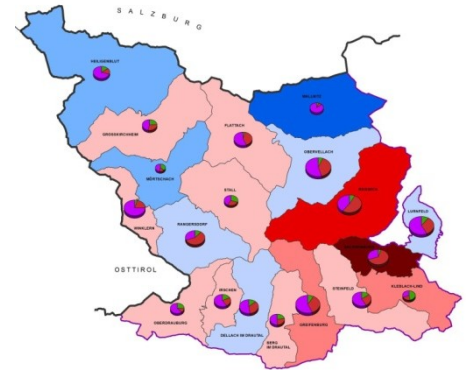 SALZBURG
HEILIGENBLUT
MALLNITZ
GROSSKIRCHHEIM
FLATTACH
OBERVELLACH
MÖRTSCHACH
STALL
LURNFELD
WINKLERN
RANGERSDORF
OSTTIROL
IRSCHEN
STEINFELD
KLEBLACH-LIND
OBERDRAUBURG
GREIFENBURG
DELLACH IM DRAUTAL
BERG
IM DRAUTAL